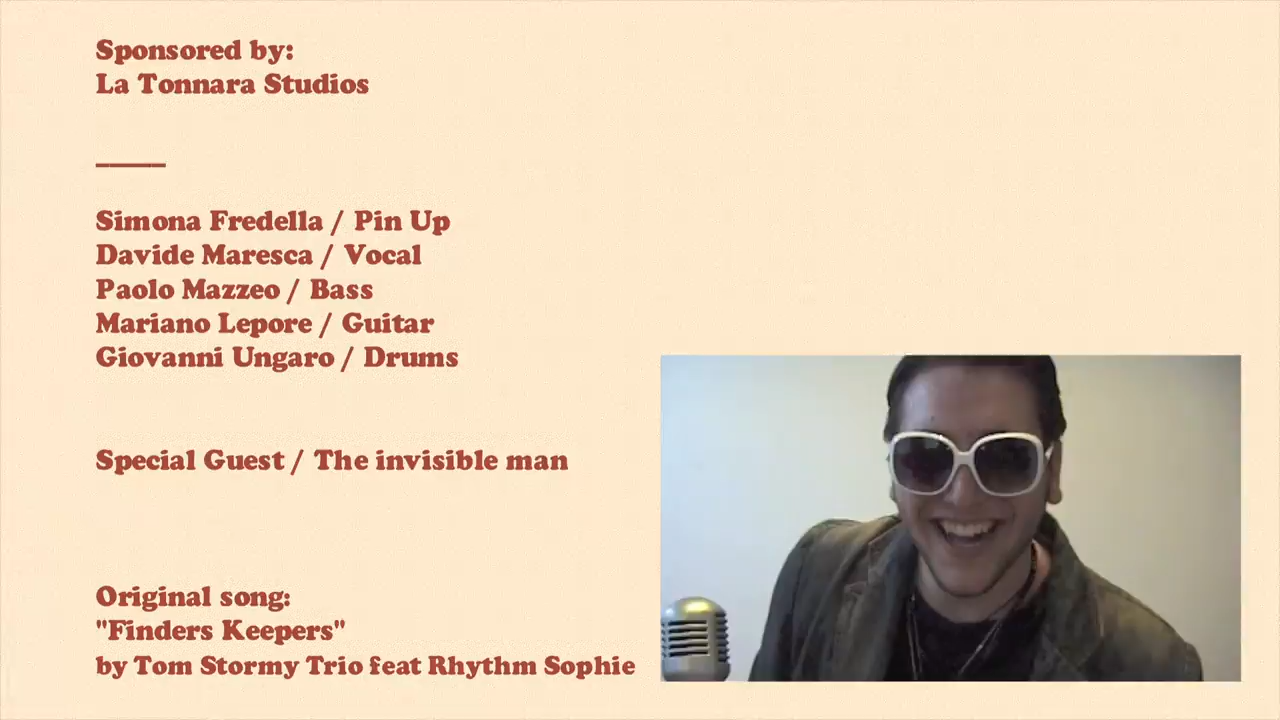 Sponsored by:
La Tonnara Studios
Simona Fredella / Pin Up
Davide Maresca / Vocal
Paolo Mazzeo / Bass
Mariano Lepore / Guitar
Giovanni Ungaro / Drums
Special Guest / The invisible man
Original song:
"Finders Keepers"
by Tom Stormy Trio feat Rhythm Sophie